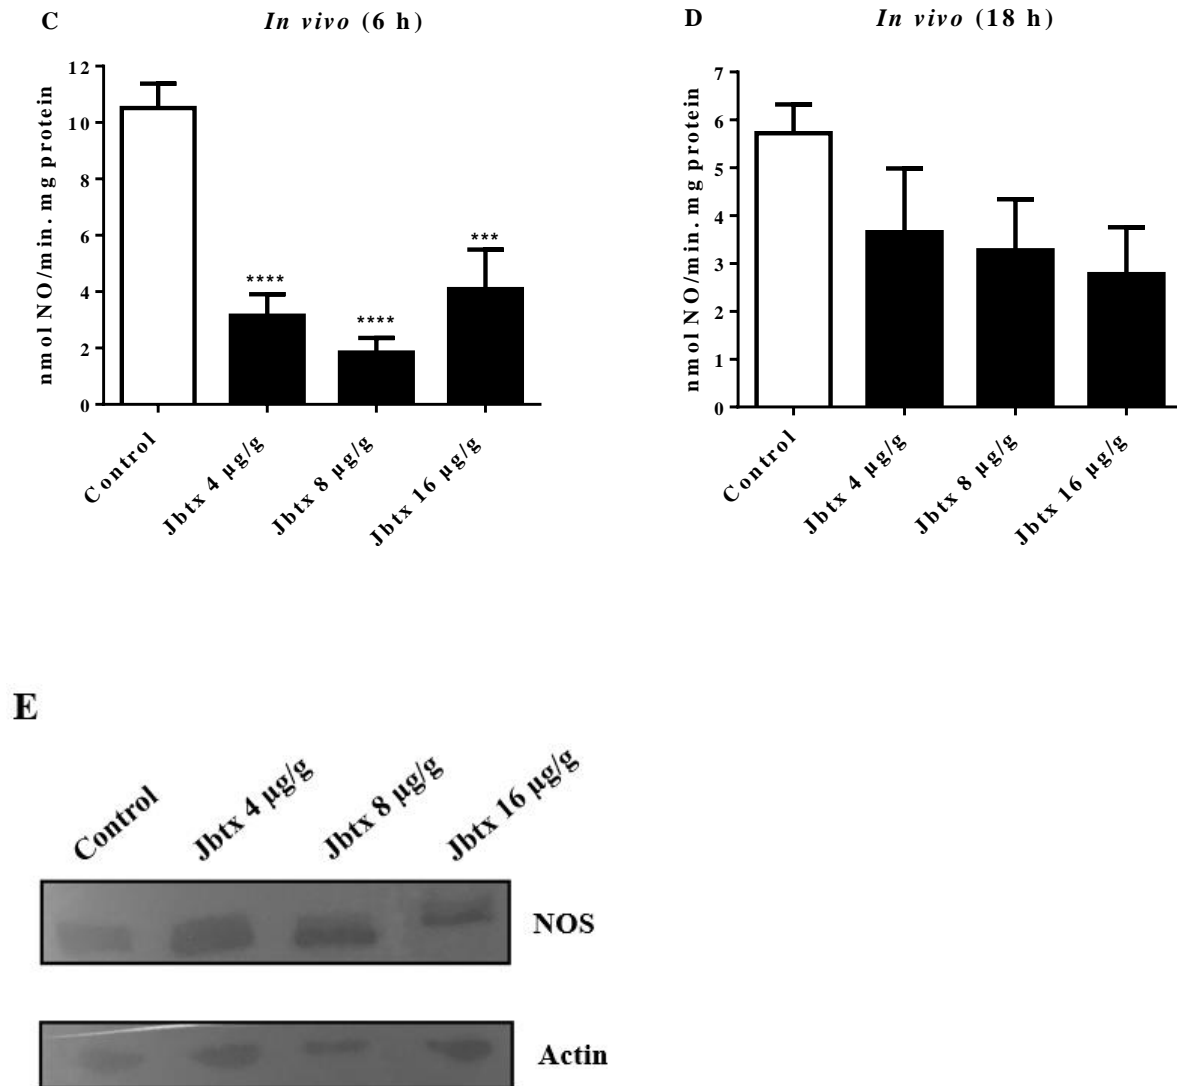 C
In vivo (6 h)
nmol NO/min. mg protein
12
10
8
6
4
2
0
****
****
***
Control
Jbtx 4 µg/g
Jbtx 8 µg/g
Jbtx 16 µg/g
D
In vivo (18 h)
nmol NO/min. mg protein
7
6
5
4
3
2
1
0
Control
Jbtx 4 µg/g
Jbtx 8 µg/g
Jbtx 16 µg/g
E
Control
Jbtx 4 µg/g
Jbtx 8 µg/g
Jbtx 16 µg/g
NOS
Actin